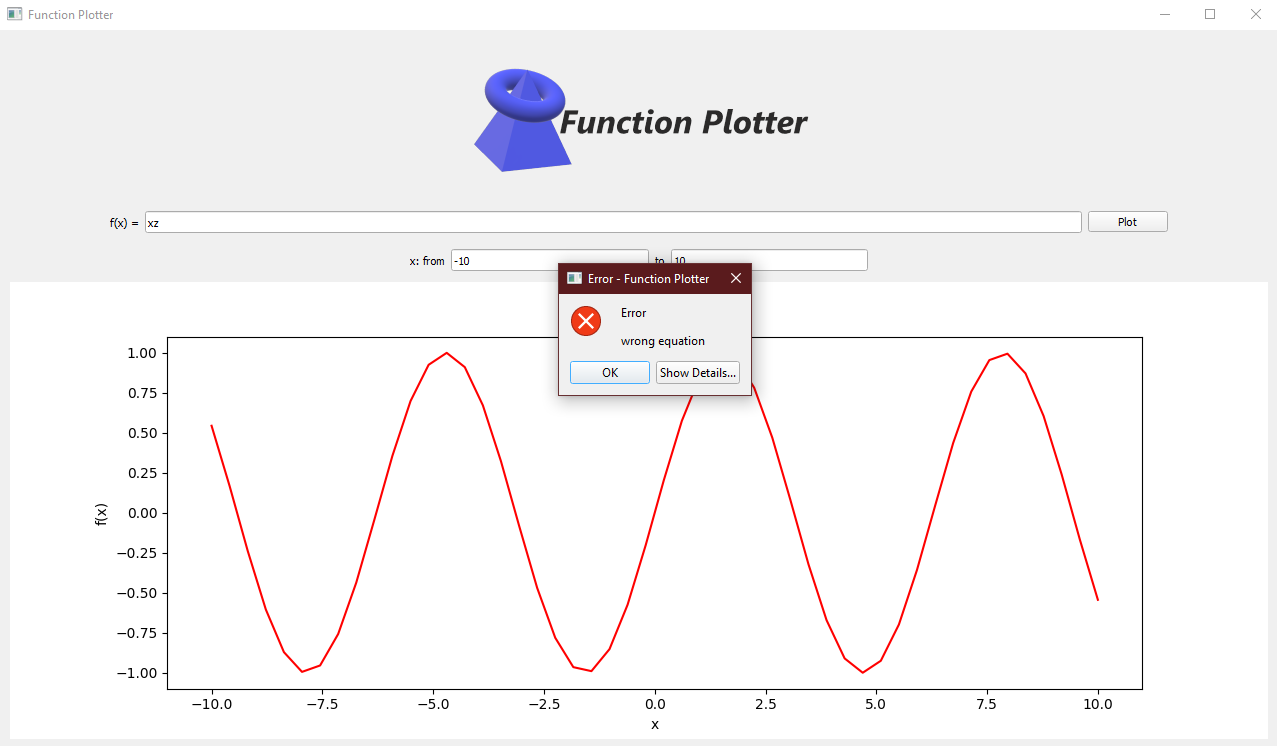 Function Plotter
Function Plotter
f(x) = xz Plot
x: from -10 to 10
Error - Function Plotter
Error
wrong equation
OK Show Details...
1.00
0.75
0.50
0.25
0.00
−0.25
−0.50
−0.75
−1.00
f(x)
−10.0 −7.5 −5.0 −2.5 0.0 2.5 5.0 7.5 10.0
x